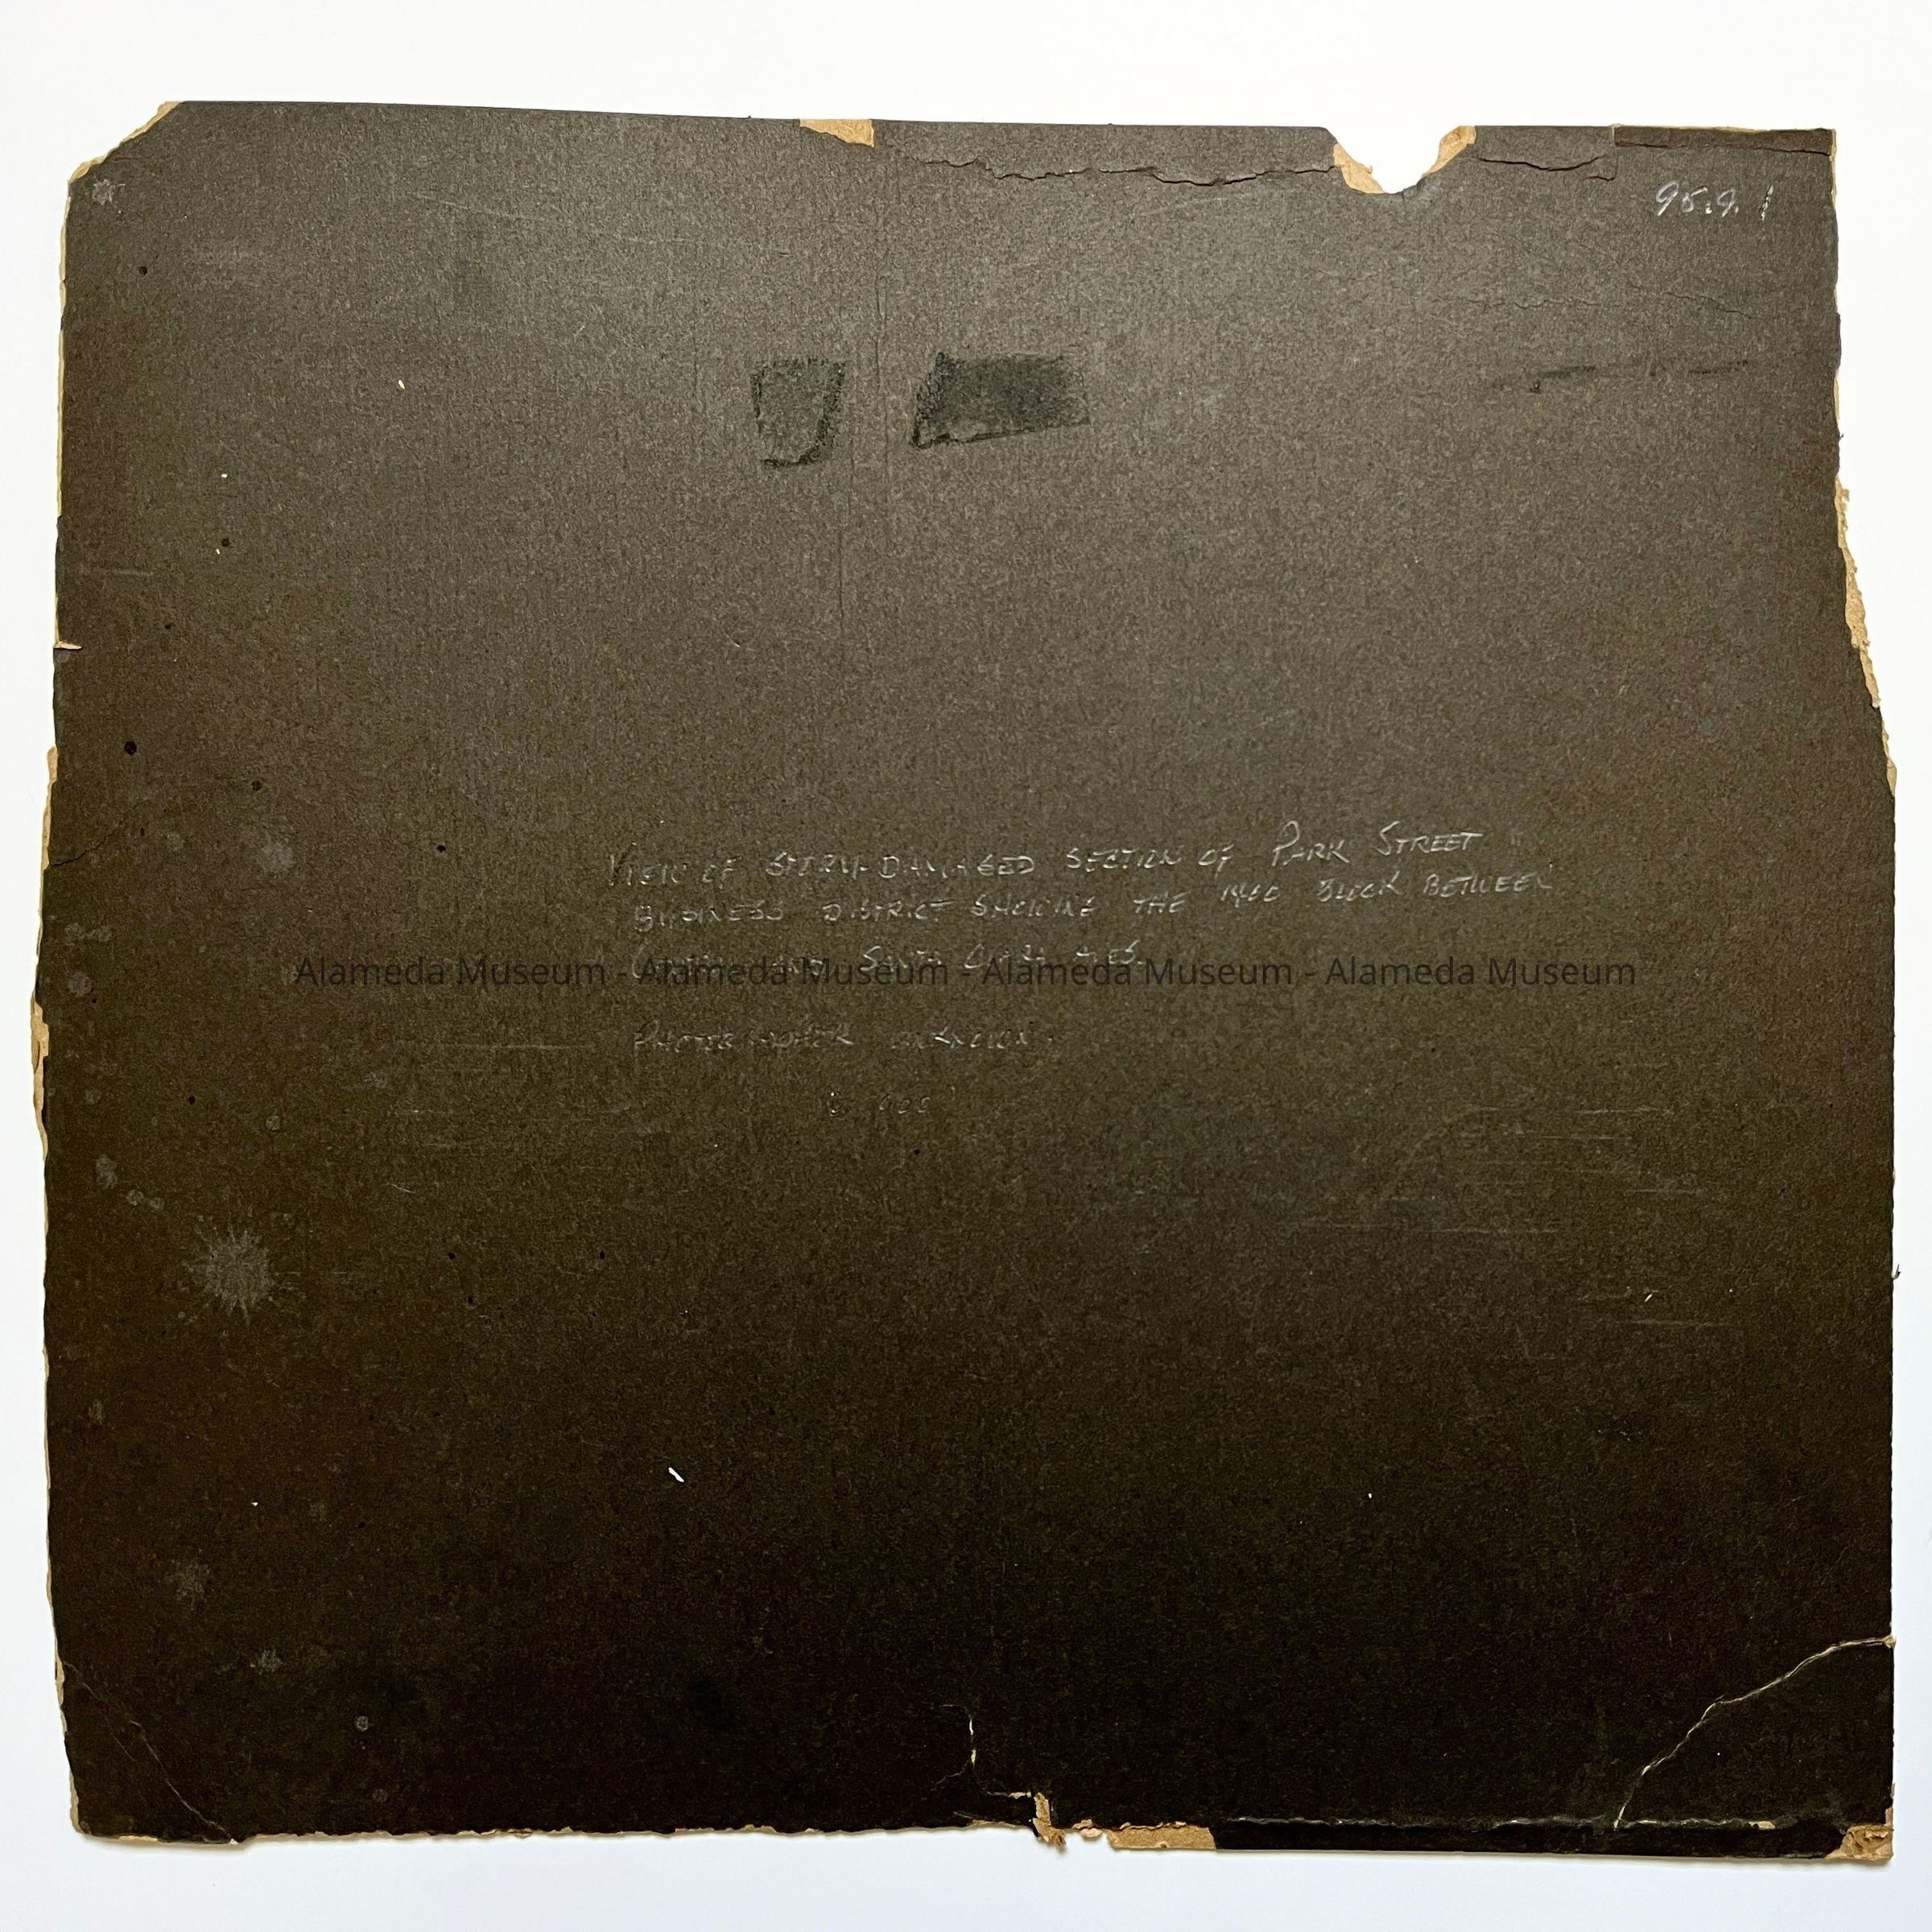 95.9.1
VIEW OF STORM-DAMAGED SECTION OF PARK STREET
BUSINESS DISTRICT SHOWING THE 1400 BLOCK BETWEEN
SANTA CLARA AVES.
Alameda Museum - Alameda Museum - Alameda Museum - Alameda Museum
PHOTOGRAPHER UNKNOWN.